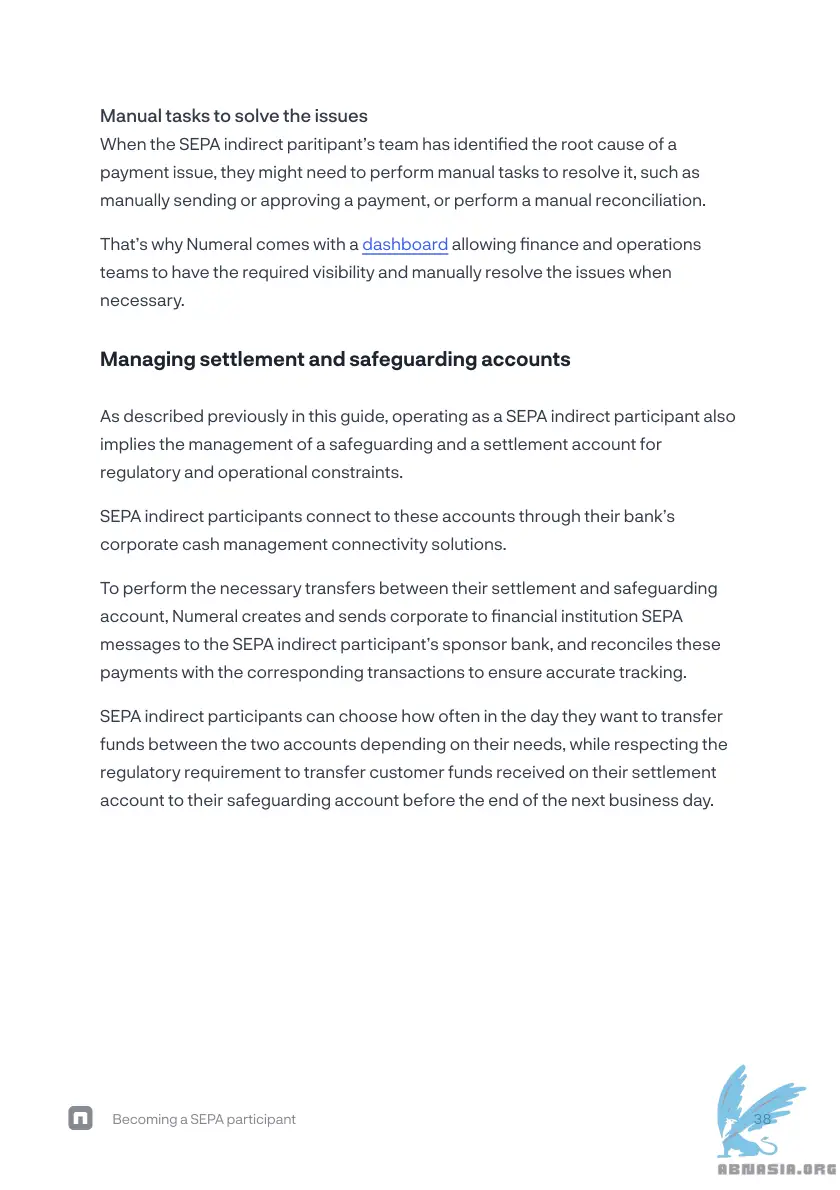 Manual tasks to solve the issues
When the SEPA indirect paritipant’s team has identified the root cause of a
payment issue, they might need to perform manual tasks to resolve it, such as
manually sending or approving a payment, or perform a manual reconciliation.
That’s why Numeral comes with a dashboard allowing finance and operations
teams to have the required visibility and manually resolve the issues when
necessary.
Managing settlement and safeguarding accounts
As described previously in this guide, operating as a SEPA indirect participant also
implies the management of a safeguarding and a settlement account for
regulatory and operational constraints.
SEPA indirect participants connect to these accounts through their bank’s
corporate cash management connectivity solutions.
To perform the necessary transfers between their settlement and safeguarding
account, Numeral creates and sends corporate to financial institution SEPA
messages to the SEPA indirect participant’s sponsor bank, and reconciles these
payments with the corresponding transactions to ensure accurate tracking.
SEPA indirect participants can choose how often in the day they want to transfer
funds between the two accounts depending on their needs, while respecting the
regulatory requirement to transfer customer funds received on their settlement
account to their safeguarding account before the end of the next business day.
Becoming a SEPA participant
38
ABNASIA.ORG